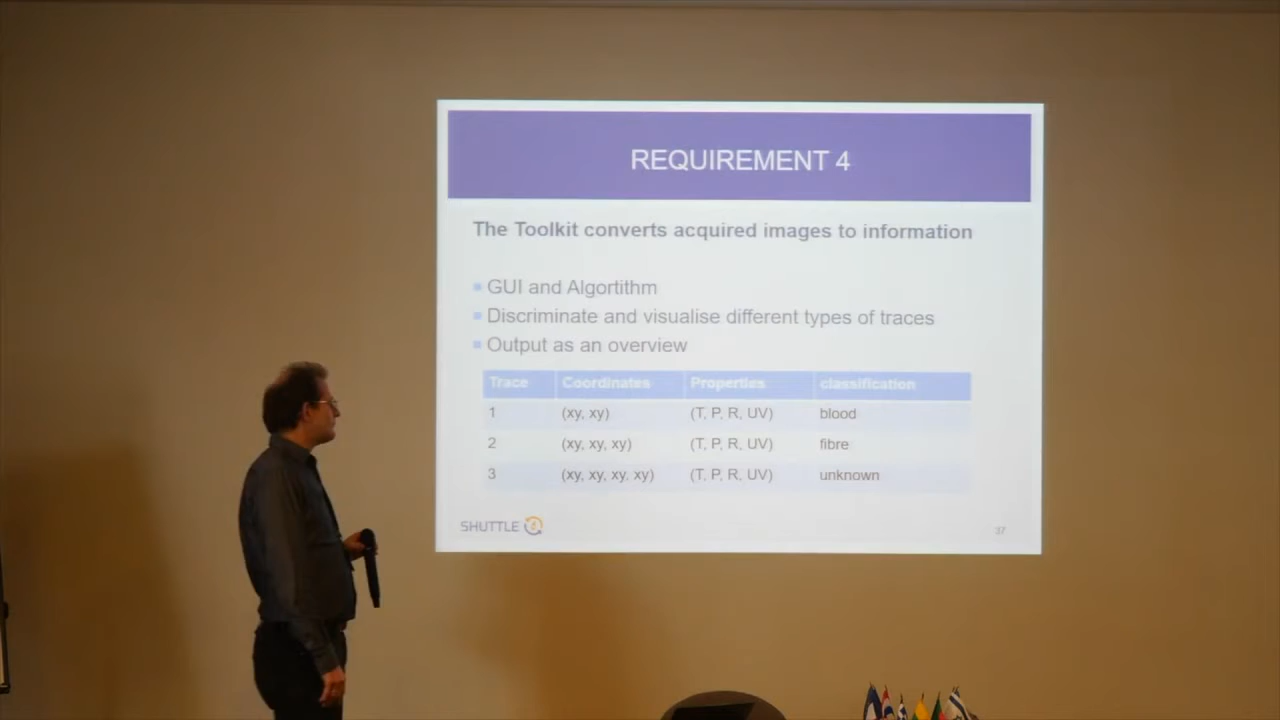 REQUIREMENT 4
The Toolkit converts acquired images to information
GUI and Algortithm
Discriminate and visualise different types of traces
Output as an overview
Trace Coordinates Properties classification
1 (xy, xy) (T, P, R, UV) blood
2 (xy, xy, xy) (T, P, R, UV) fibre
3 (xy, xy, xy, xy) (T, P, R, UV) unknown
SHUTTLE
37